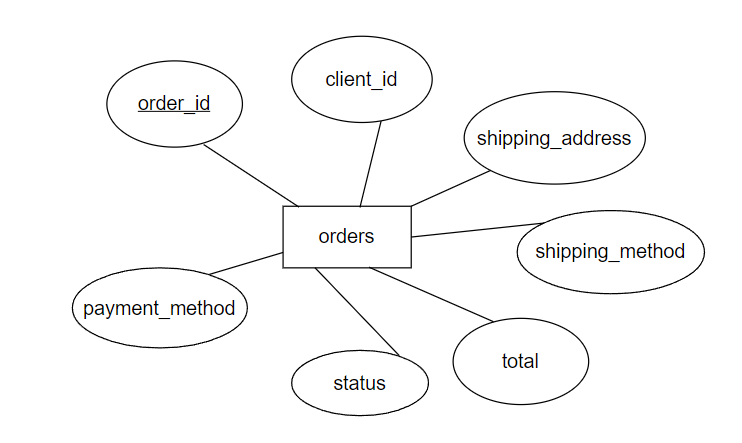 client_id
order_id
shipping_address
orders
shipping_method
payment_method
total
status